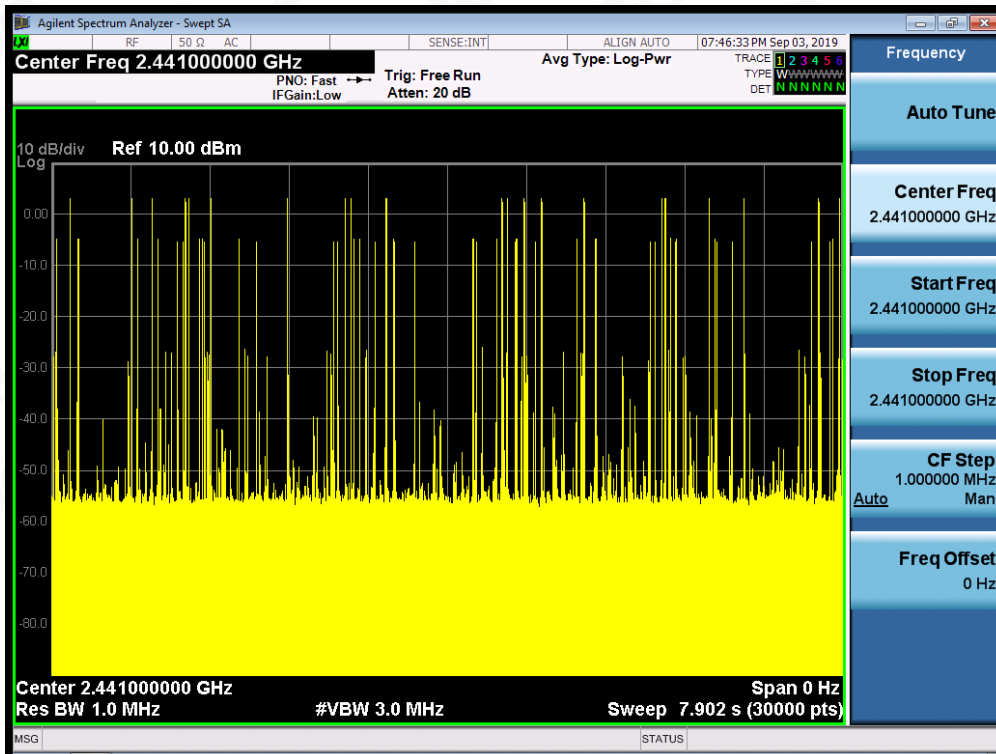 Agilent Spectrum Analyzer - Swept SA
LXI RF 50 Ω AC SENSE:INT ALIGN AUTO 07:46:33 PM Sep 03, 2019
Center Freq 2.441000000 GHz
PNO: Fast
IFGain:Low
Trig: Free Run
Atten: 20 dB
Avg Type: Log-Pwr
TRACE 1 2 3 4 5 6
TYPE WWWWWW
DET N N N N N N
10 dB/div Ref 10.00 dBm
Log
0.00
-10.0
-20.0
-30.0
-40.0
-50.0
-60.0
-70.0
-80.0
Center 2.441000000 GHz Span 0 Hz
Res BW 1.0 MHz #VBW 3.0 MHz Sweep 7.902 s (30000 pts)
MSG STATUS
Frequency
Auto Tune
Center Freq
2.441000000 GHz
Start Freq
2.441000000 GHz
Stop Freq
2.441000000 GHz
CF Step
1.000000 MHz
Auto Man
Freq Offset
0 Hz